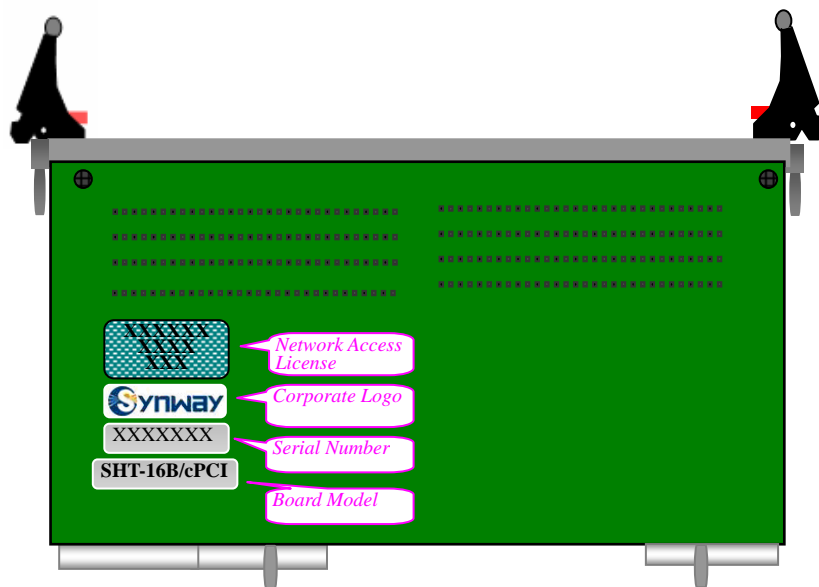 XXXXXX
XXXX
XXX
Network Access
License
Synway
Corporate Logo
XXXXXXX
Serial Number
SHT-16B/cPCI
Board Model